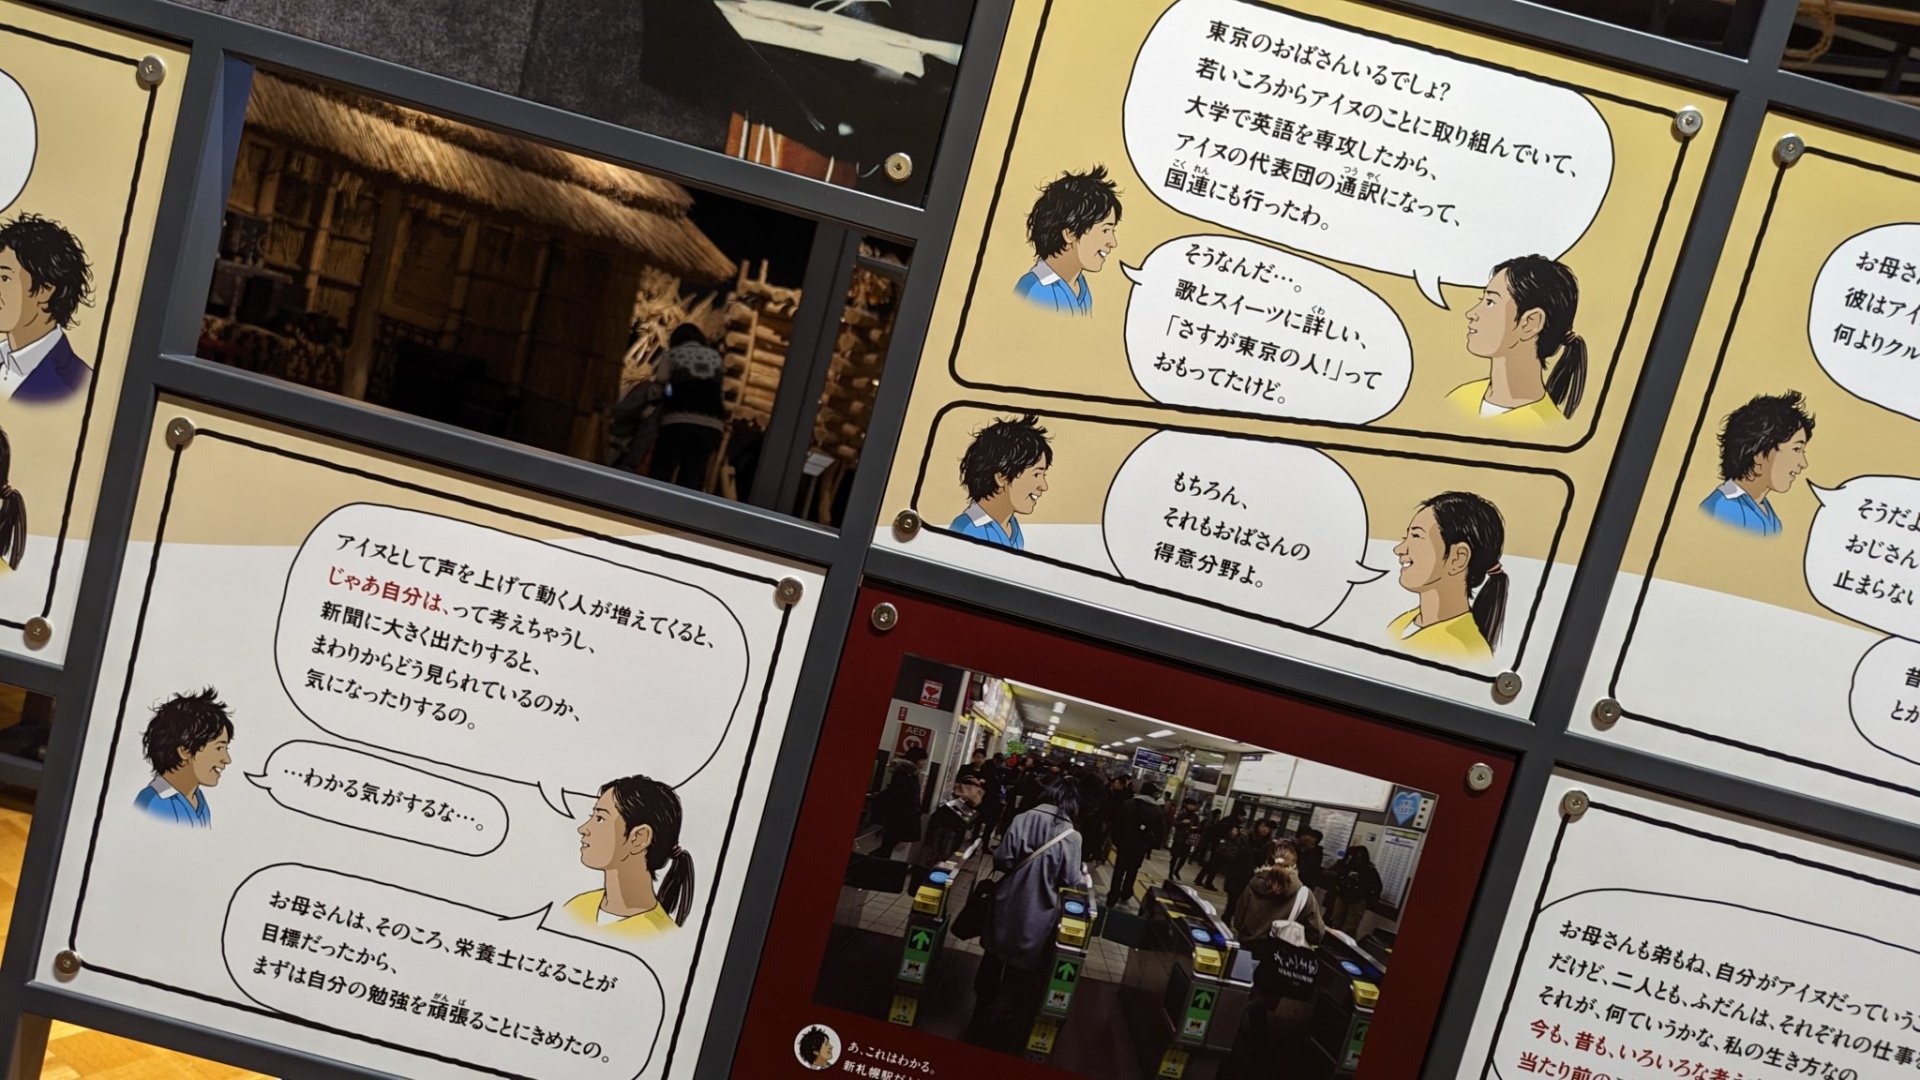 東京のおばさんいるでしょ？
若いころからアイヌのことに取り組んでいて、
大学で英語を専攻したから、
アイヌの代表団の通訳になって、
国連にも行ったわ。
そうなんだ…。
歌とスイーツに詳しい、
「さすが東京の人！」って
おもってたけど。
もちろん、
それもおばさんの
得意分野よ。
アイヌとして声を上げて動く人が増えてくると、
じゃあ自分は、って考えちゃうし、
新聞に大きく出たりすると、
まわりからどう見られているのか、
気になったりするの。
…わかる気がするな…。
お母さんは、そのころ、栄養士になることが
目標だったから、
まずは自分の勉強を頑張ることにきめたの。
AED
あ、これはわかる。
新札幌駅だ
お母さ
彼はアイ
何よりクル
そうだよ
おじさん
止まらない
昔
とか
お母さんも弟もね、自分がアイヌだっていうこ
だけど、二人とも、ふだんは、それぞれの仕事を
それが、何ていうかな、私の生き方なの
今も、昔も、いろいろな考え
当たり前の